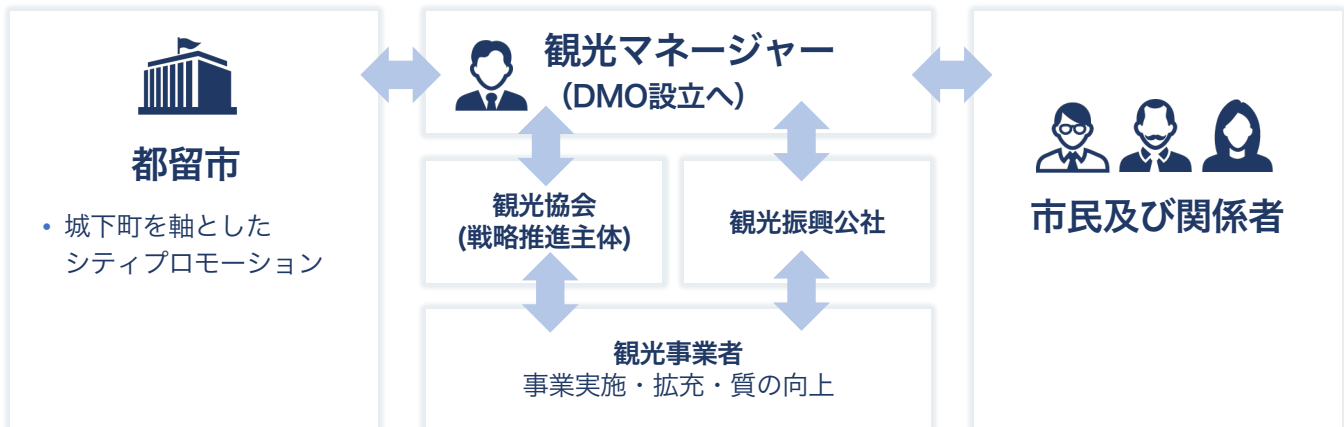 都留市
• 城下町を軸とした
シティプロモーション
観光マネージャー
(DMO設立へ)
観光協会
(戦略推進主体)
観光振興公社
観光事業者
事業実施・拡充・質の向上
市民及び関係者